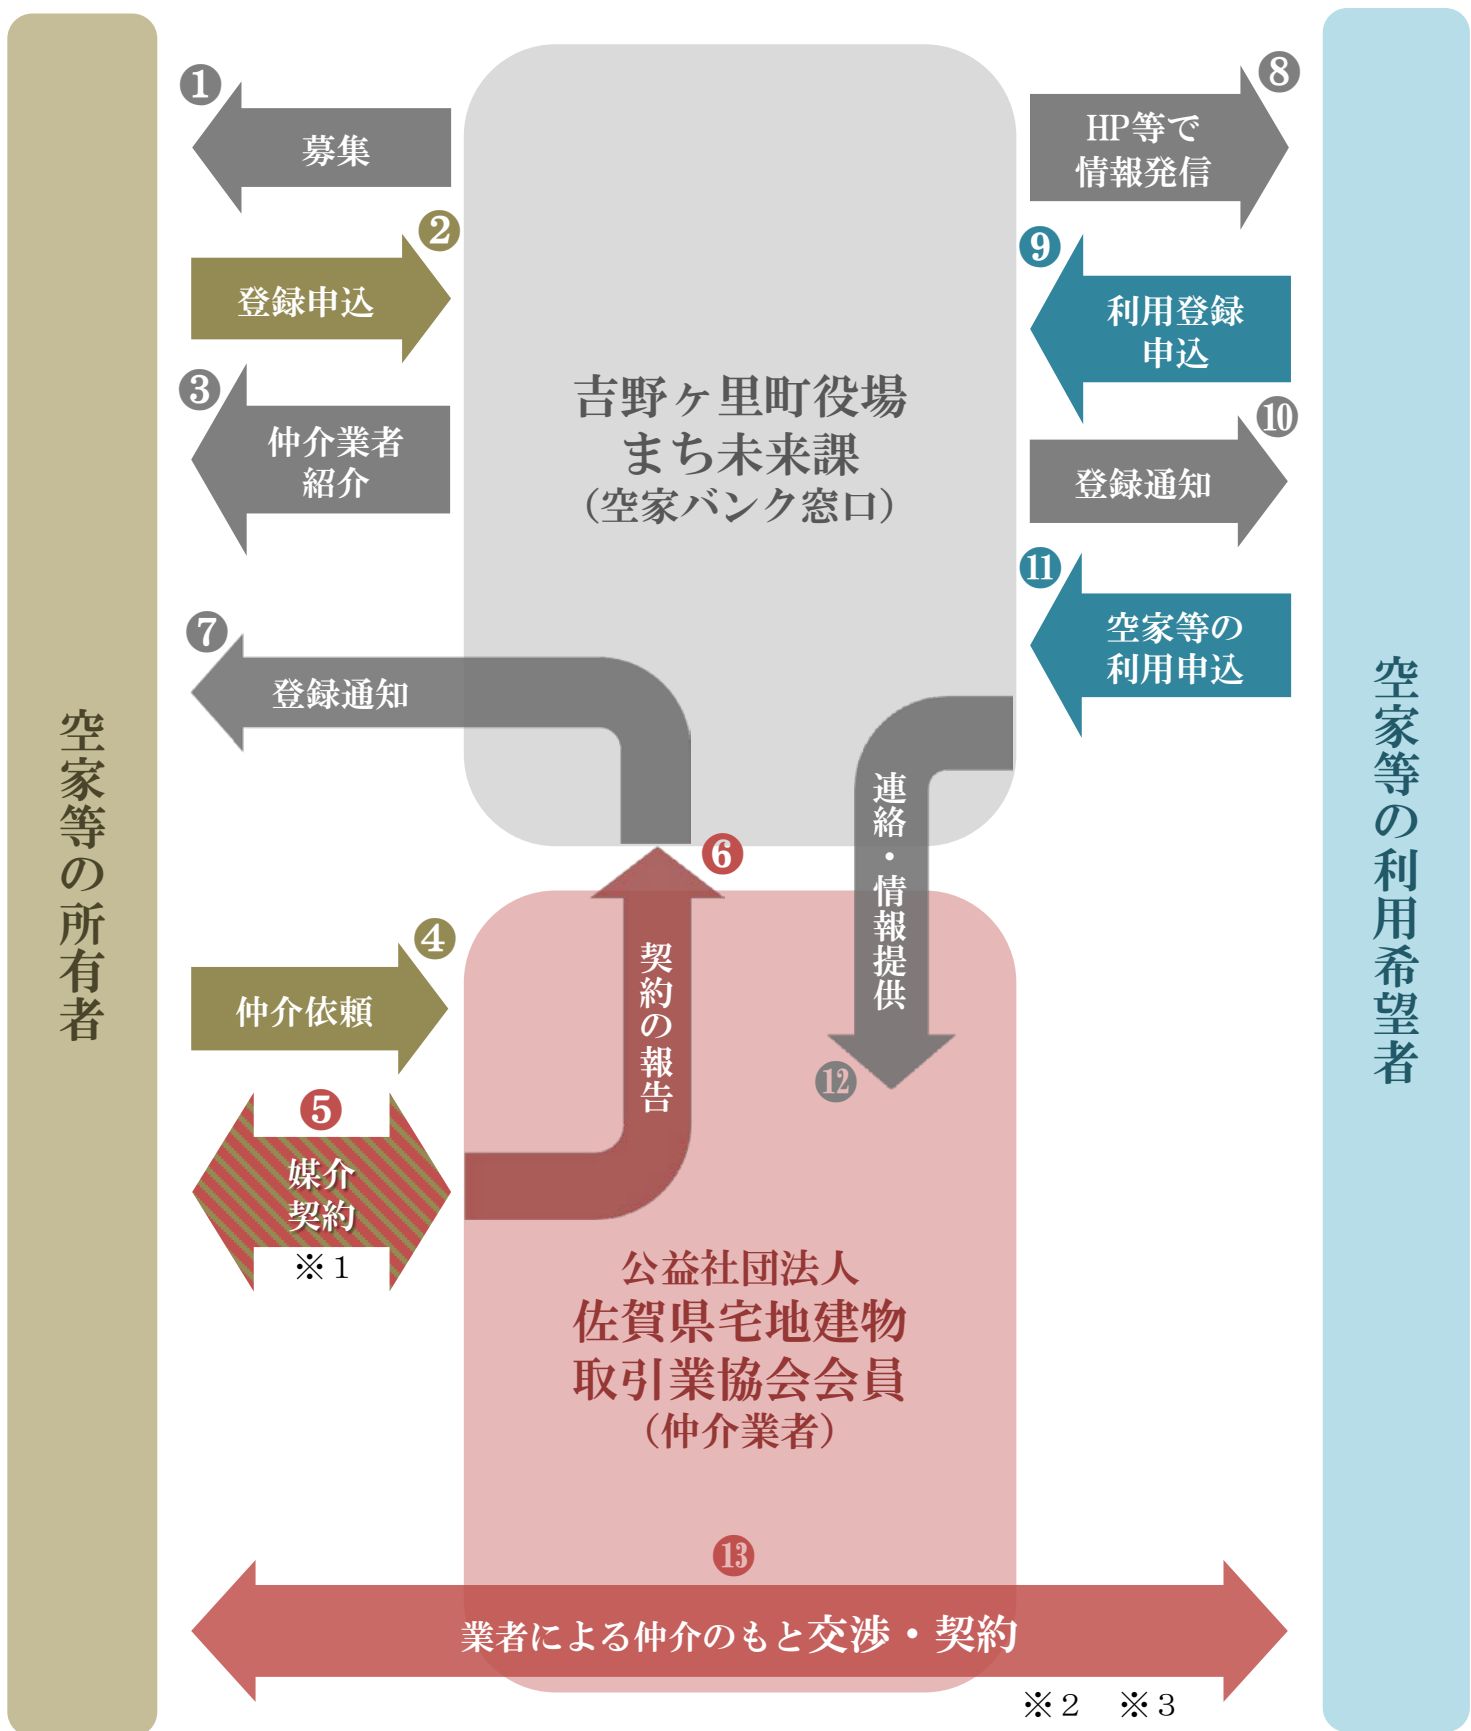 空家等の所有者
❶
募集
❷
登録申込
❸
仲介業者
紹介
❼
登録通知
❹
仲介依頼
❺
媒介
契約
※１
吉野ヶ里町役場
まち未来課
（空家バンク窓口）
❻
契約の報告
連絡・情報提供
⓬
公益社団法人
佐賀県宅地建物
取引業協会会員
（仲介業者）
❽
HP等で
情報発信
❾
利用登録
申込
❿
登録通知
⓫
空家等の
利用申込
⓭
業者による仲介のもと交渉・契約
※２　※３
空家等の利用希望者